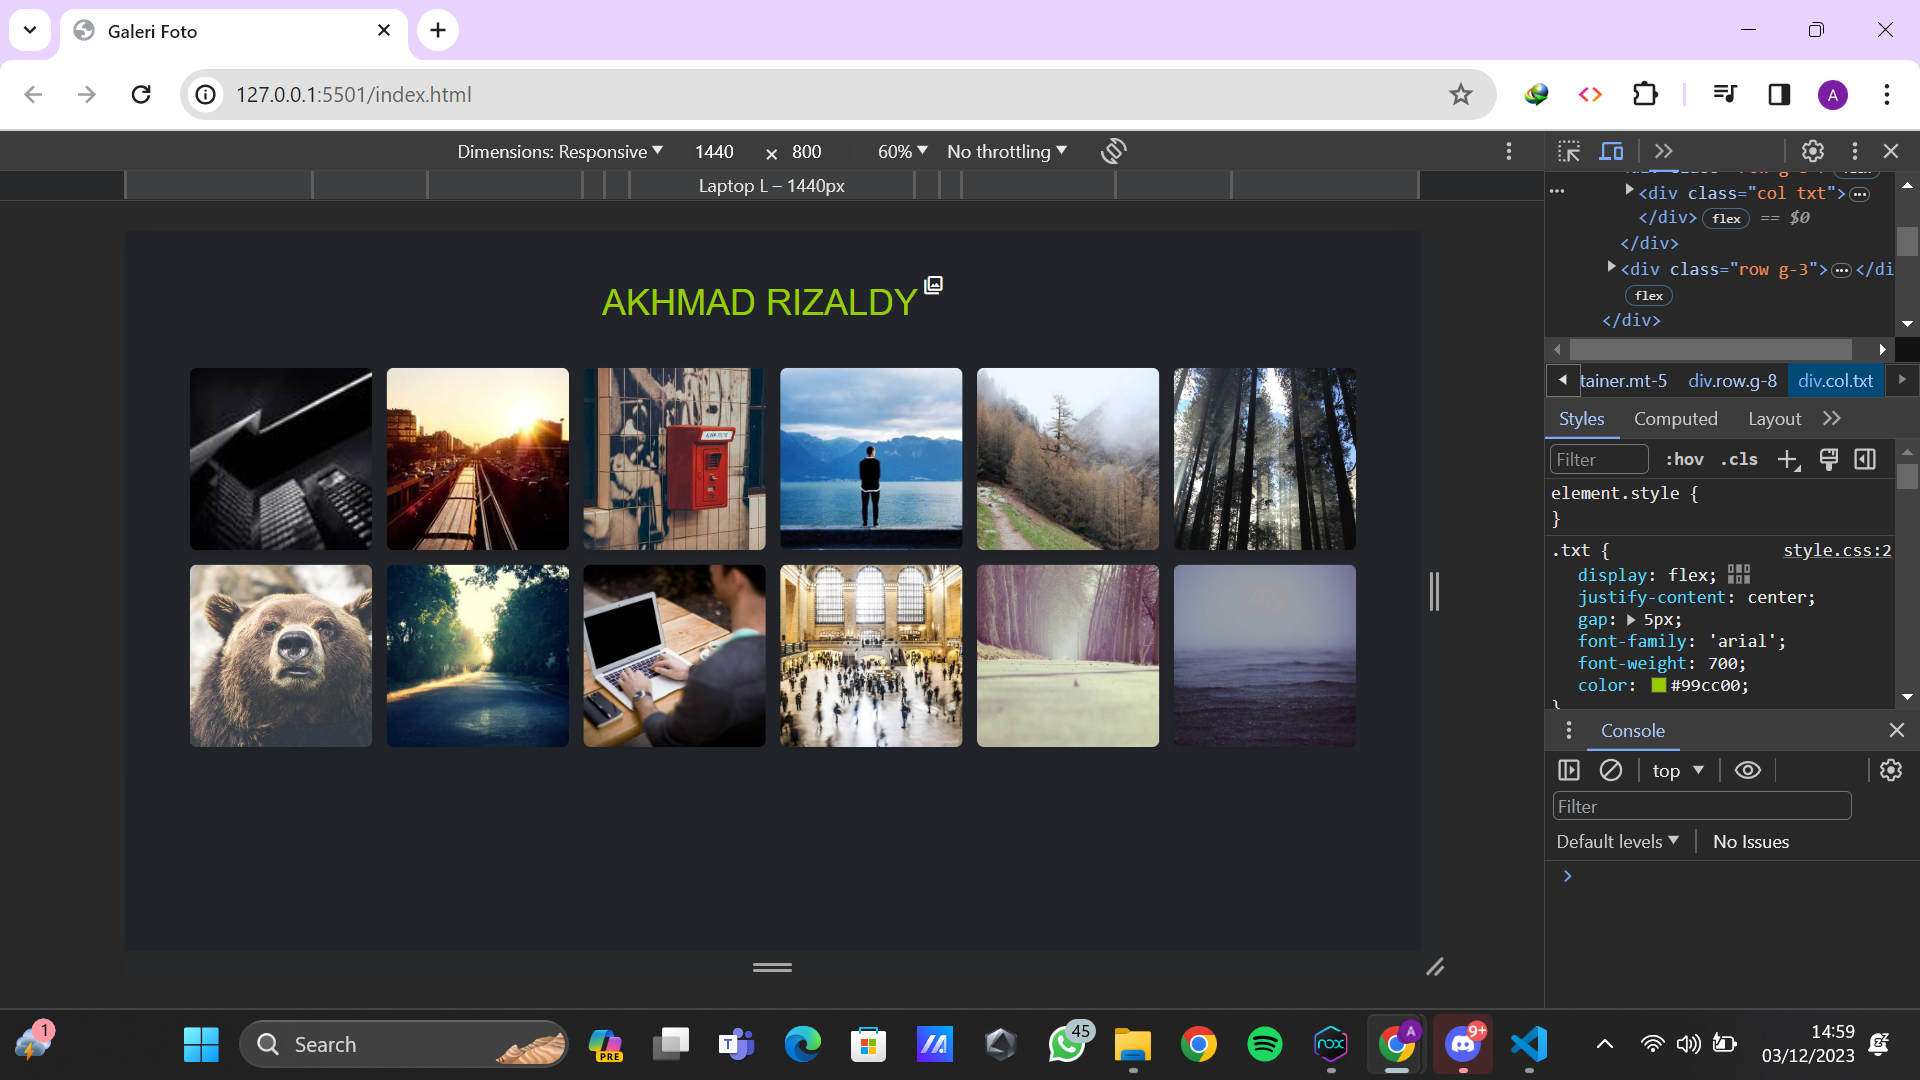 Galeri Foto
127.0.0.1:5501/index.html
A
Dimensions: Responsive 1440 × 800 60% No throttling
Laptop L – 1440px
AKHMAD RIZALDY
<div class="col txt">
</div> flex == $0
</div>
<div class="row g-3"> </di
flex
</div>
tainer.mt-5 div.row.g-8 div.col.txt
Styles Computed Layout
Filter :hov .cls
element.style {
}
.txt { style.css:2
display: flex;
justify-content: center;
gap: 5px;
font-family: 'arial';
font-weight: 700;
color: #99cc00;
}
Console
top
Filter
Default levels No Issues
1
Search
PRE
45
A
9+
14:59
03/12/2023